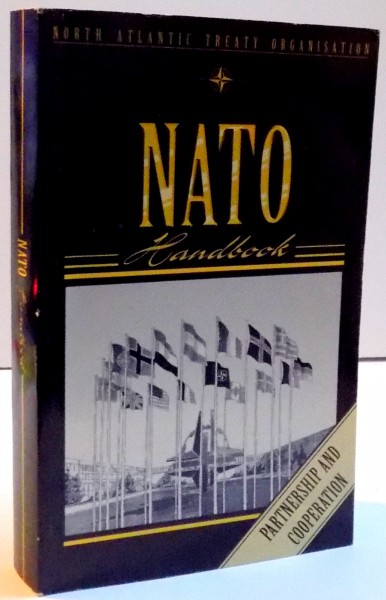 NORTH ATLANTIC TREATY ORGANISATION
NATO
Handbook
PARTNERSHIP AND
COOPERATION
NATO